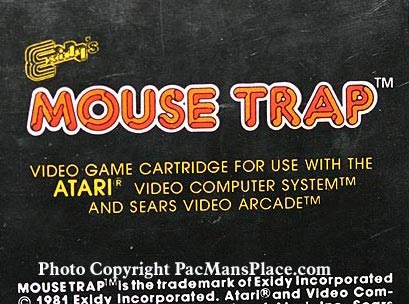 Exidy's
MOUSE TRAP™
VIDEO GAME CARTRIDGE FOR USE WITH THE
ATARI® VIDEO COMPUTER SYSTEM™
AND SEARS VIDEO ARCADE™
Photo Copyright PacMansPlace.com
MOUSE TRAP™ is the trademark of Exidy Incorporated
© 1981 Exidy Incorporated. Atari® and Video Com-
Sears